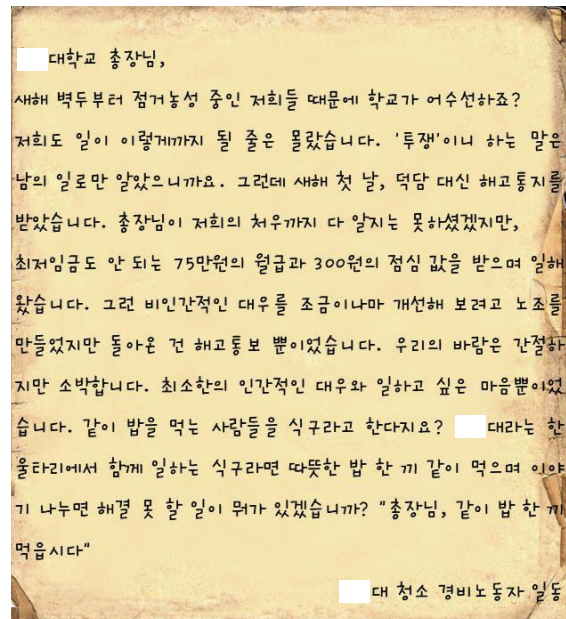 대학교 총장님,
새해 벽두부터 점거농성 중인 저희들 때문에 학교가 어수선하죠?
저희도 일이 이렇게까지 될 줄은 몰랐습니다. '투쟁'이니 하는 말은
남의 일로만 알았으니까요. 그런데 새해 첫 날, 덕담 대신 해고통지를
받았습니다. 총장님이 저희의 처우까지 다 알지는 못하셨겠지만,
최저임금도 안 되는 75만원의 월급과 300원의 점심 값을 받으며 일해
왔습니다. 그런 비인간적인 대우를 조금이나마 개선해 보려고 노조를
만들었지만 돌아온 건 해고통보 뿐이었습니다. 우리의 바람은 간절하
지만 소박합니다. 최소한의 인간적인 대우와 일하고 싶은 마음뿐이었
습니다. 같이 밥을 먹는 사람들을 식구라고 한다지요? 대라는 한
울타리에서 함께 일하는 식구라면 따뜻한 밥 한 끼 같이 먹으며 이야
기 나누면 해결 못 할 일이 뭐가 있겠습니까? "총장님, 같이 밥 한 끼
먹읍시다"
대 청소 경비노동자 일동